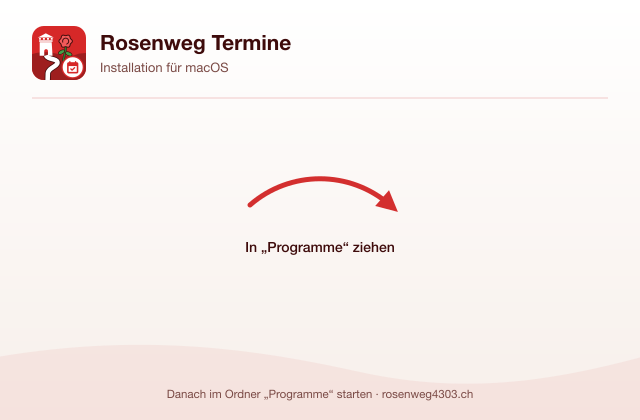 Rosenweg Termine
Installation für macOS
In „Programme“ ziehen
Danach im Ordner „Programme“ starten · rosenweg4303.ch